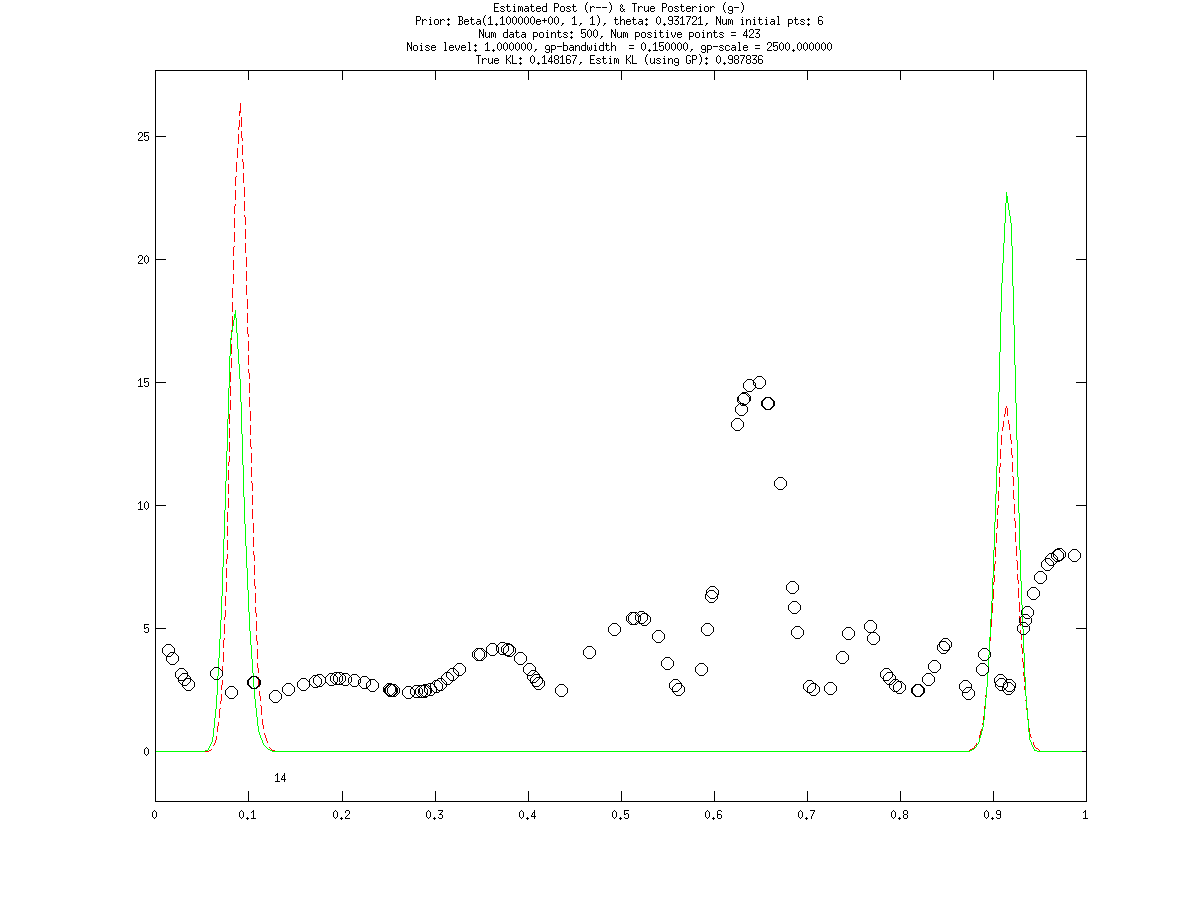 Estimated Post (r--) & True Posterior (g-)
Prior: Beta(1.100000e+00, 1, 1), theta: 0.931721, Num initial pts: 6
Num data points: 500, Num positive points = 423
Noise level: 1.000000, gp-bandwidth  = 0.150000, gp-scale = 2500.000000
True KL: 0.148167, Estim KL (using GP): 0.987836
25
20
15
10
5
0
14
0 0.1 0.2 0.3 0.4 0.5 0.6 0.7 0.8 0.9 1